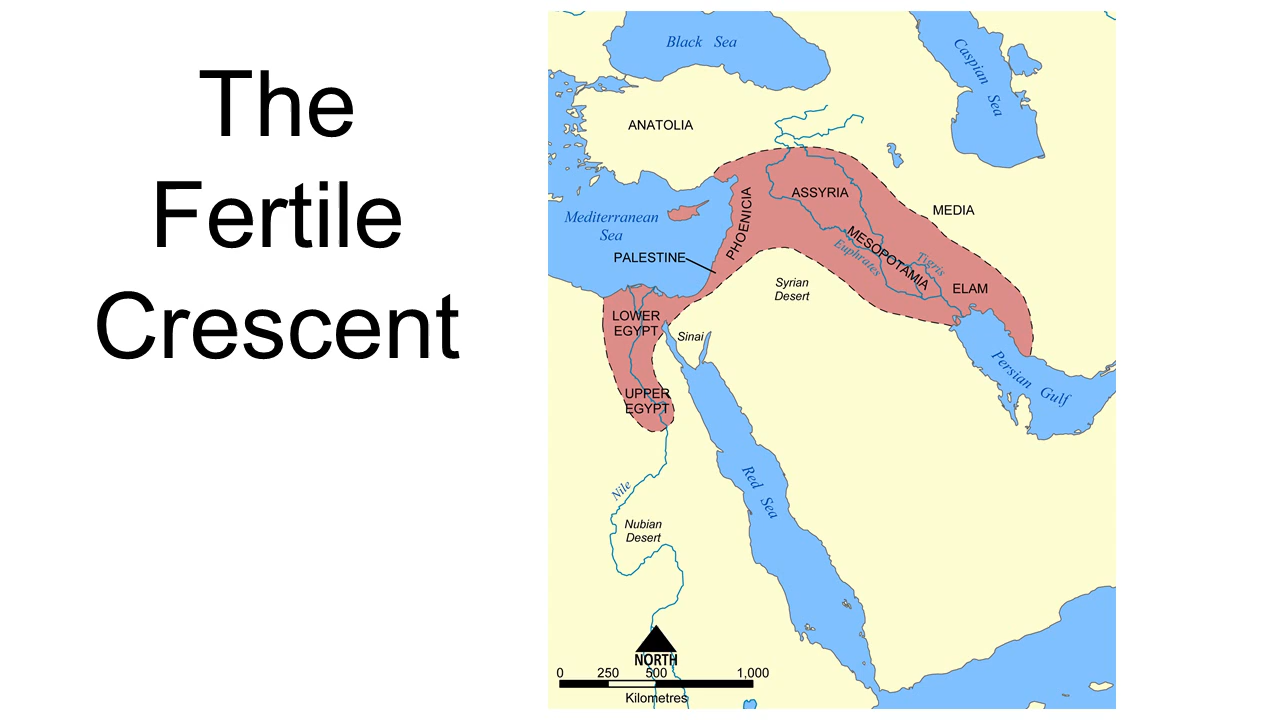 The
Fertile
Crescent
Black Sea
Caspian Sea
ANATOLIA
ASSYRIA
PHOENICIA
MEDIA
Mediterranean
Sea
MESOPOTAMIA
Euphrates
Tigris
PALESTINE
Syrian
Desert
ELAM
LOWER
EGYPT
Sinai
Persian Gulf
UPPER
EGYPT
Red Sea
Nile
Nubian
Desert
NORTH
0 250 500 1,000
Kilometres